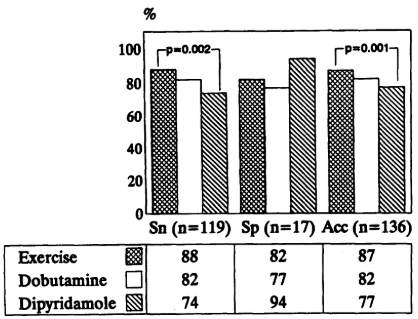 %
100
80
60
40
20
0
p=0.002
p=0.001
Sn (n=119) Sp (n=17) Acc (n=136)
Exercise 88 82 87
Dobutamine 82 77 82
Dipyridamole 74 94 77